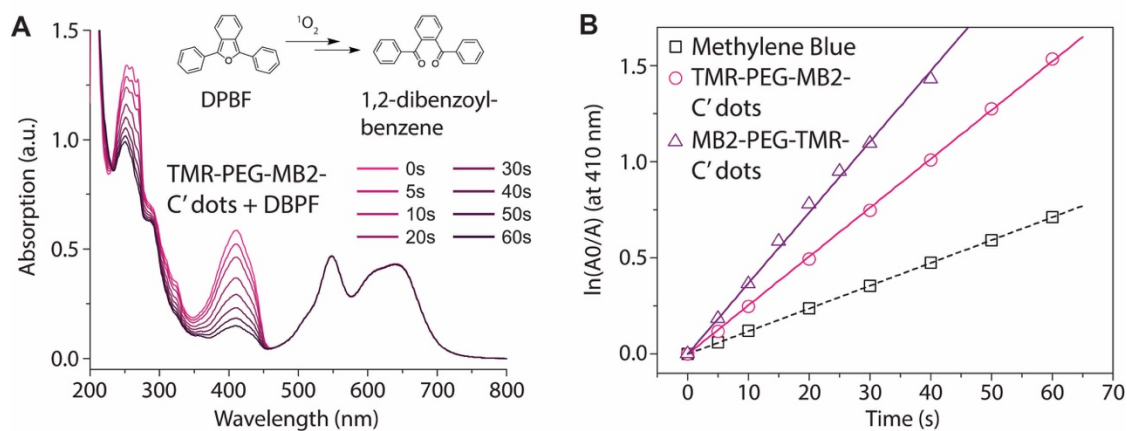 A
1.5
1.0
0.5
0.0
Absorption (a.u.)
200 300 400 500 600 700 800
Wavelength (nm)
O
¹O₂
O O
DPBF
1,2-dibenzoyl-
benzene
TMR-PEG-MB2-
C' dots + DBPF
0s
5s
10s
20s
30s
40s
50s
60s
B
1.5
1.0
0.5
0.0
ln(A0/A) (at 410 nm)
Methylene Blue
TMR-PEG-MB2-
C' dots
MB2-PEG-TMR-
C' dots
0 10 20 30 40 50 60 70
Time (s)